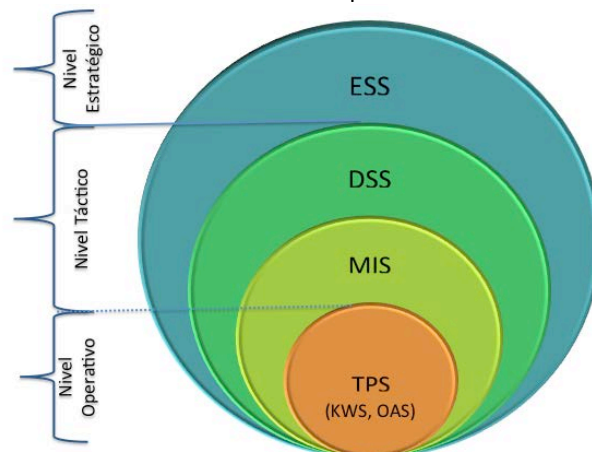 Nivel
Estratégico
Nivel Táctico
Nivel
Operativo
ESS
DSS
MIS
TPS
(KWS, OAS)